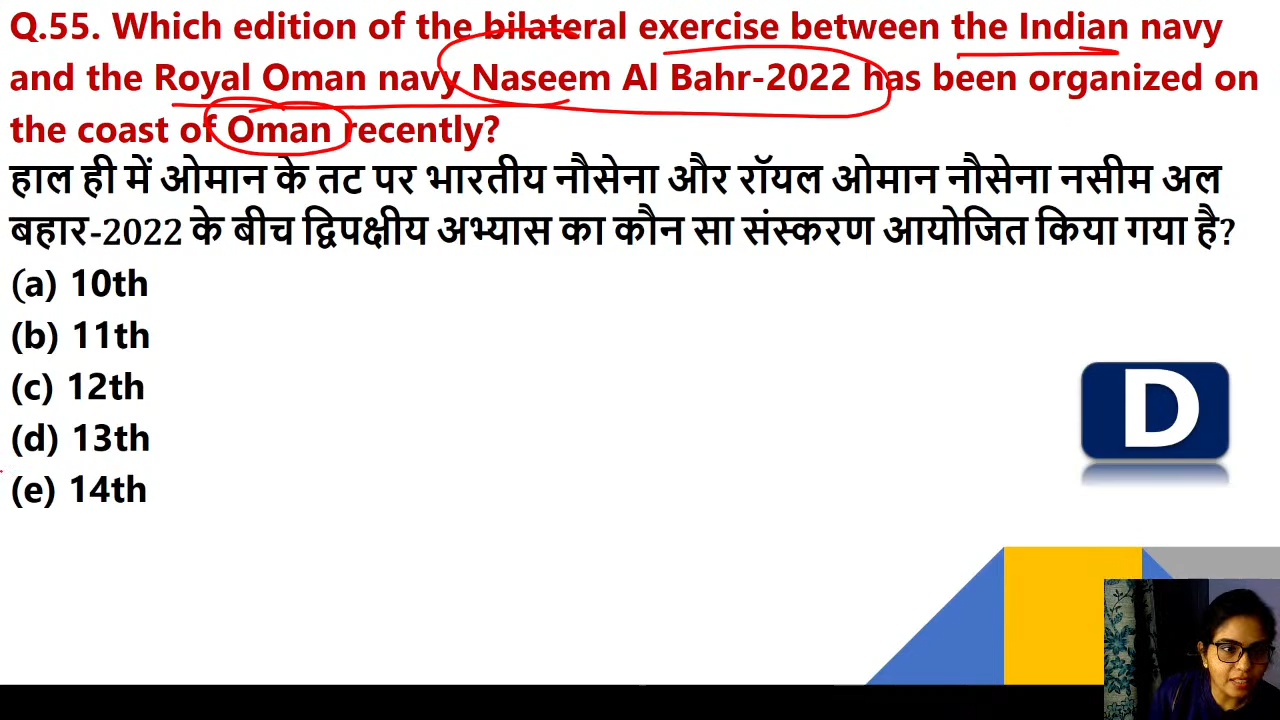 Q.55. Which edition of the bilateral exercise between the Indian navy
and the Royal Oman navy Naseem Al Bahr-2022 has been organized on
the coast of Oman recently?
हाल ही में ओमान के तट पर भारतीय नौसेना और रॉयल ओमान नौसेना नसीम अल
बहार-2022 के बीच द्विपक्षीय अभ्यास का कौन सा संस्करण आयोजित किया गया है?
(a) 10th
(b) 11th
(c) 12th
(d) 13th
(e) 14th
D